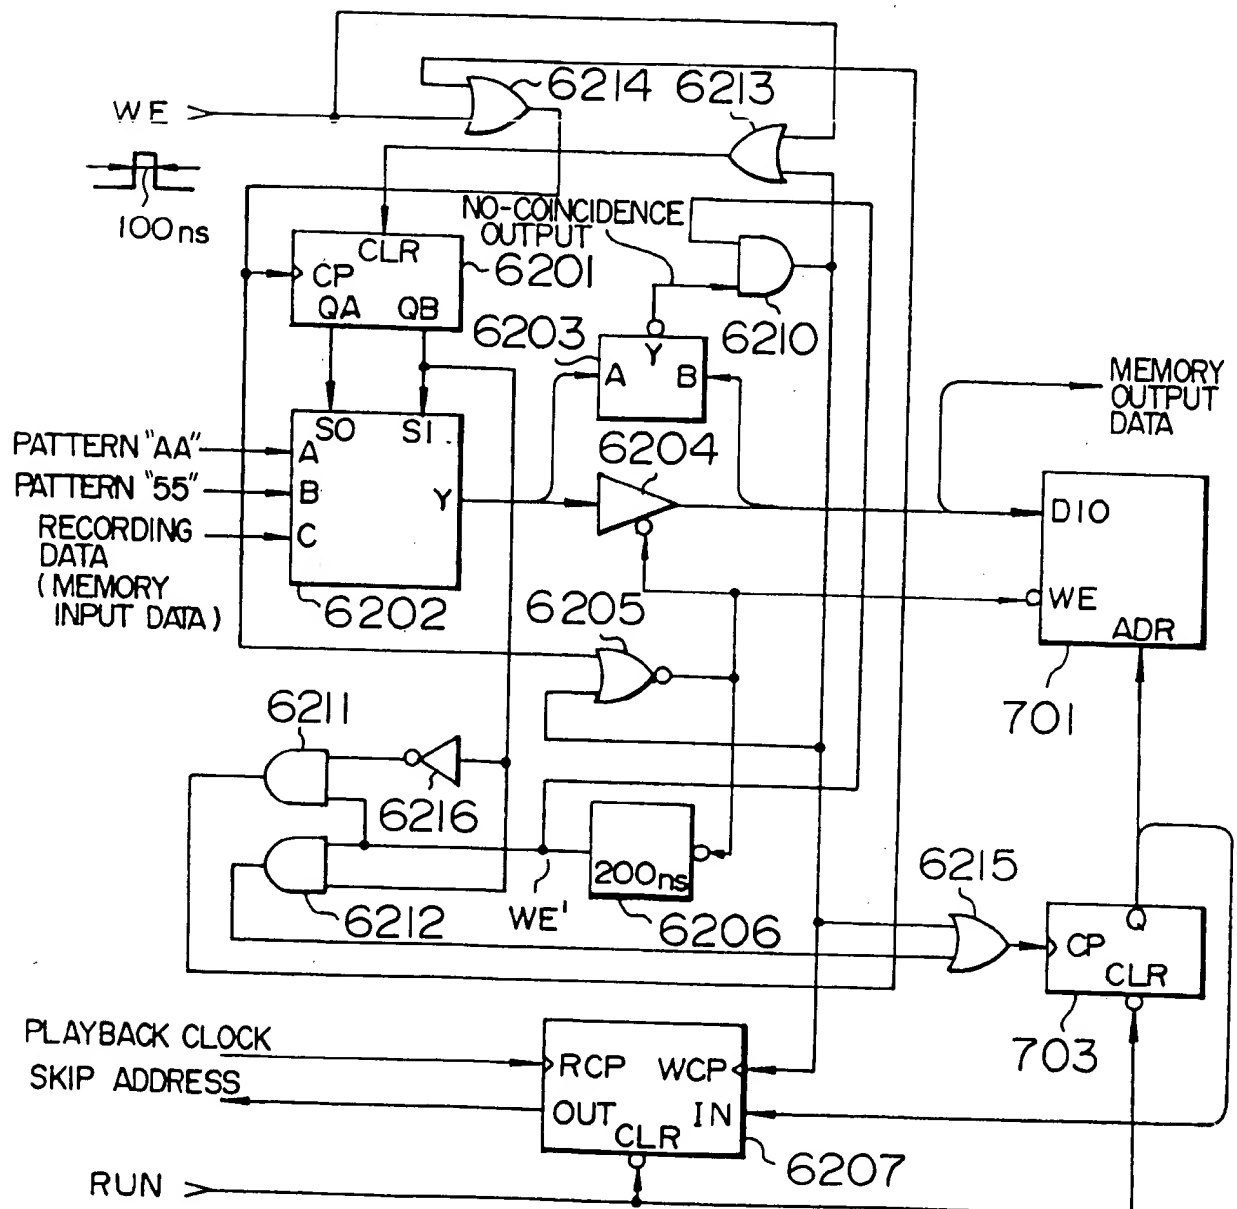 6214 6213
WE
100ns
NO-COINCIDENCE
OUTPUT
CLR
CP
QA QB
6201
6203
Y
A B
6210
MEMORY
OUTPUT
DATA
S0 S1
6204
PATTERN "AA"
A
PATTERN "55"
B
Y
DIO
RECORDING
DATA
(MEMORY
INPUT DATA)
C
6202
6205
WE
ADR
701
6211
6216
200ns
6215
6212
WE'
6206
Q
CP
CLR
703
PLAYBACK CLOCK
RCP WCP
SKIP ADDRESS
OUT IN
CLR
6207
RUN